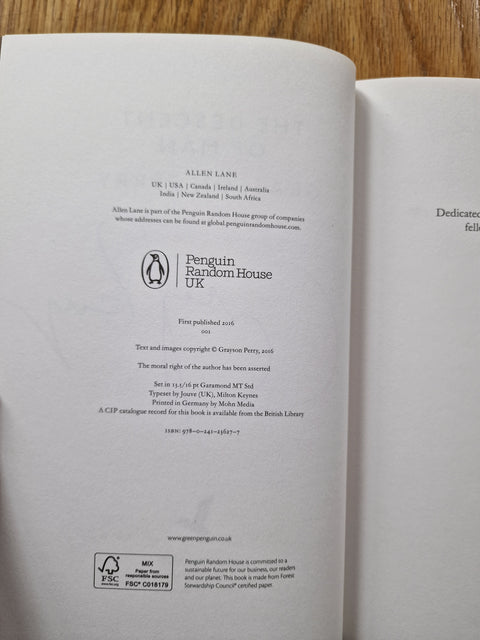 ALLEN LANE
UK | USA | Canada | Ireland | Australia
India | New Zealand | South Africa
Allen Lane is part of the Penguin Random House group of companies
whose addresses can be found at global.penguinrandomhouse.com.
Penguin
Random House
UK
First published 2016
001
Text and images copyright © Grayson Perry, 2016
The moral right of the author has been asserted
Set in 13.5/16 pt Garamond MT Std
Typeset by Jouve (UK), Milton Keynes
Printed in Germany by Mohn Media
A CIP catalogue record for this book is available from the British Library
ISBN: 978-0-241-23627-7
www.greenpenguin.co.uk
FSC
www.fsc.org
MIX
Paper from
responsible sources
FSC® C018179
Penguin Random House is committed to a
sustainable future for our business, our readers
and our planet. This book is made from Forest
Stewardship Council® certified paper.
Dedicated
fell